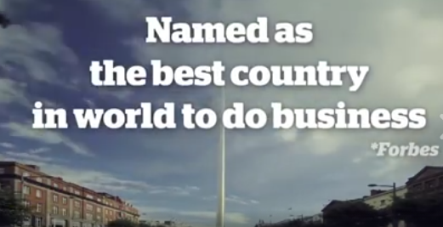 Named as
the best country
in world to do business
*Forbes